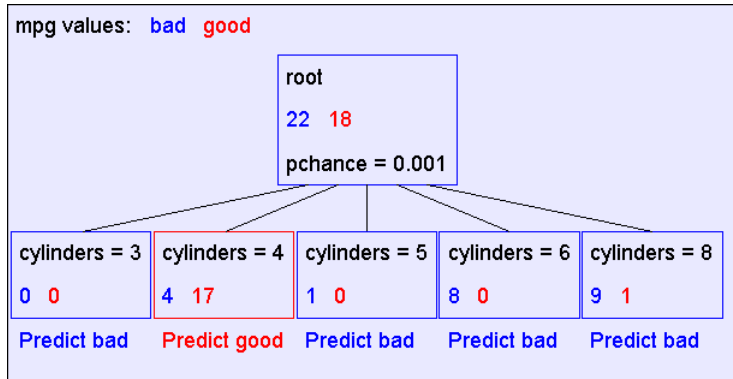 mpg values: bad good
root
22 18
pchance = 0.001
cylinders = 3 cylinders = 4 cylinders = 5 cylinders = 6 cylinders = 8
0 0 4 17 1 0 8 0 9 1
Predict bad Predict good Predict bad Predict bad Predict bad